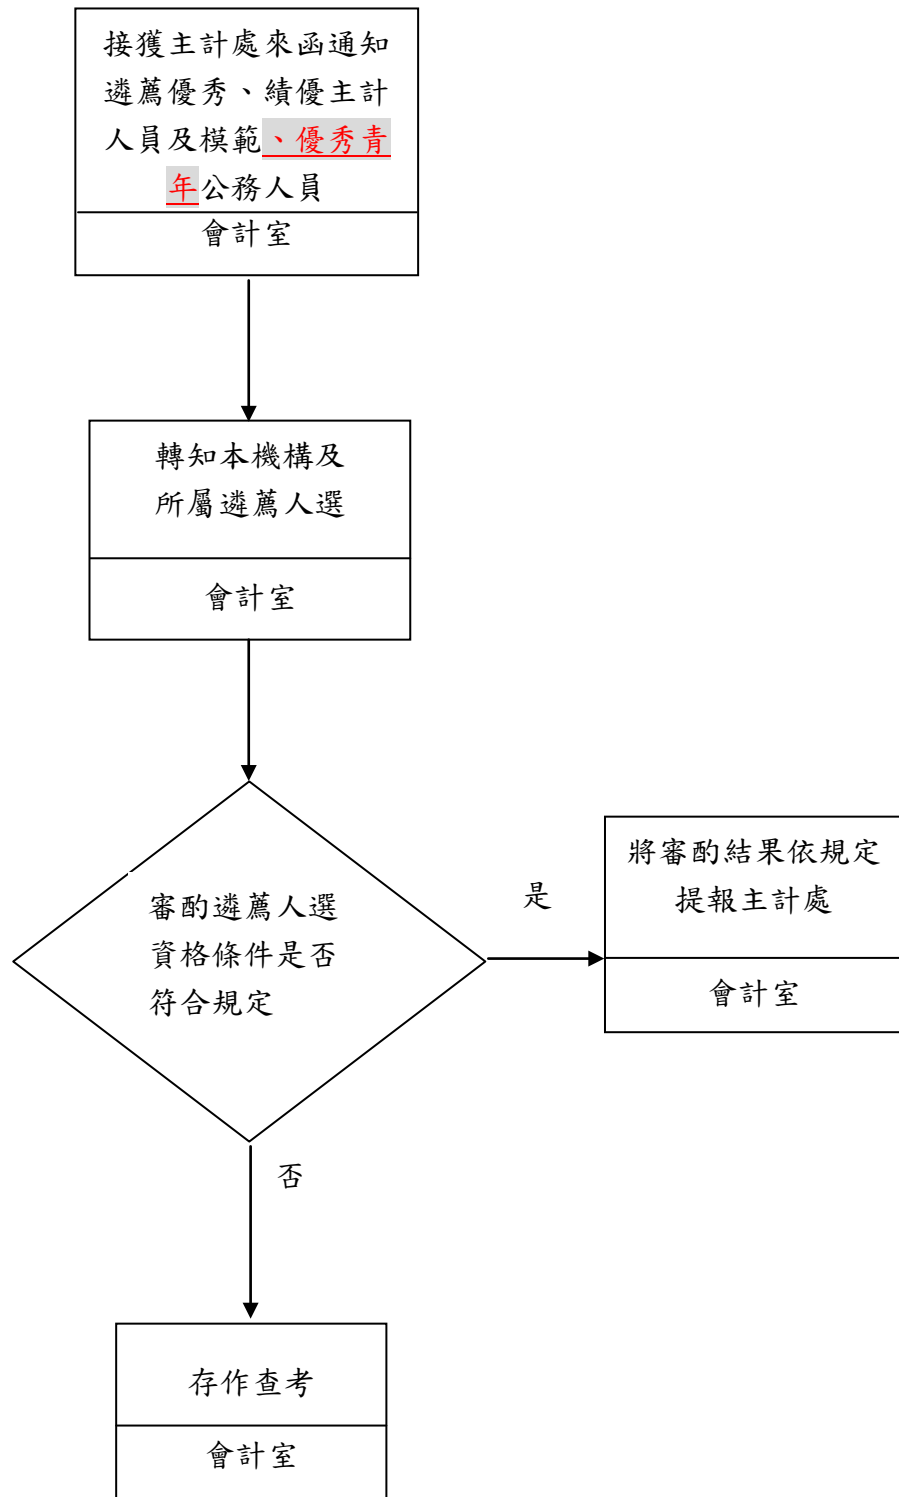 接獲主計處來函通知
遴薦優秀、績優主計
人員及模範、優秀青
年公務人員
會計室
轉知本機構及
所屬遴薦人選
會計室
審酌遴薦人選
資格條件是否
符合規定
是
將審酌結果依規定
提報主計處
會計室
否
存作查考
會計室